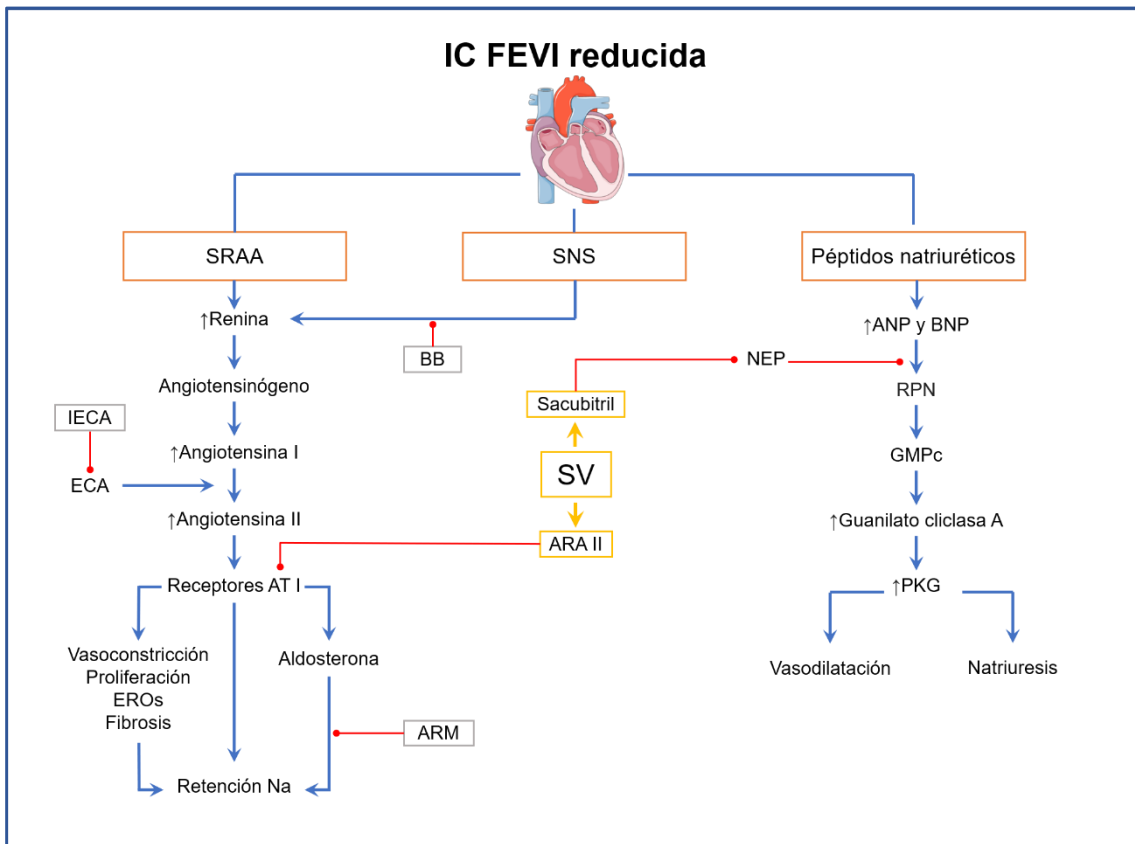 IC FEVI reducida
SRAA
SNS
Péptidos natriuréticos
↑Renina
↑ANP y BNP
BB
NEP
Angiotensinógeno
RPN
IECA
Sacubitril
↑Angiotensina I
GMPc
SV
ECA
↑Angiotensina II
↑Guanilato cliclasa A
ARA II
Receptores AT I
↑PKG
Vasoconstricción
Proliferación
EROs
Fibrosis
Aldosterona
Vasodilatación
Natriuresis
ARM
Retención Na